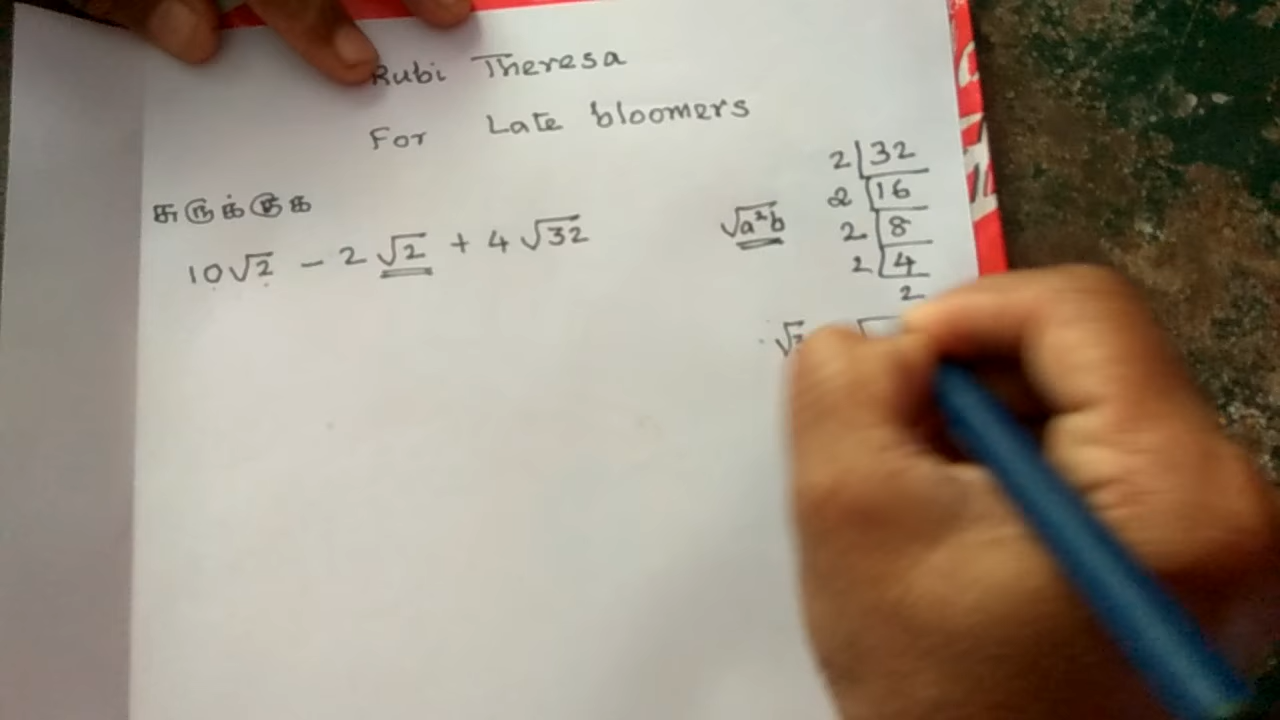 Rubi Theresa
For Late bloomers
சுருக்குக
10√2 - 2√2 + 4√32
√a²b
2|32
2|16
2|8
2|4
2